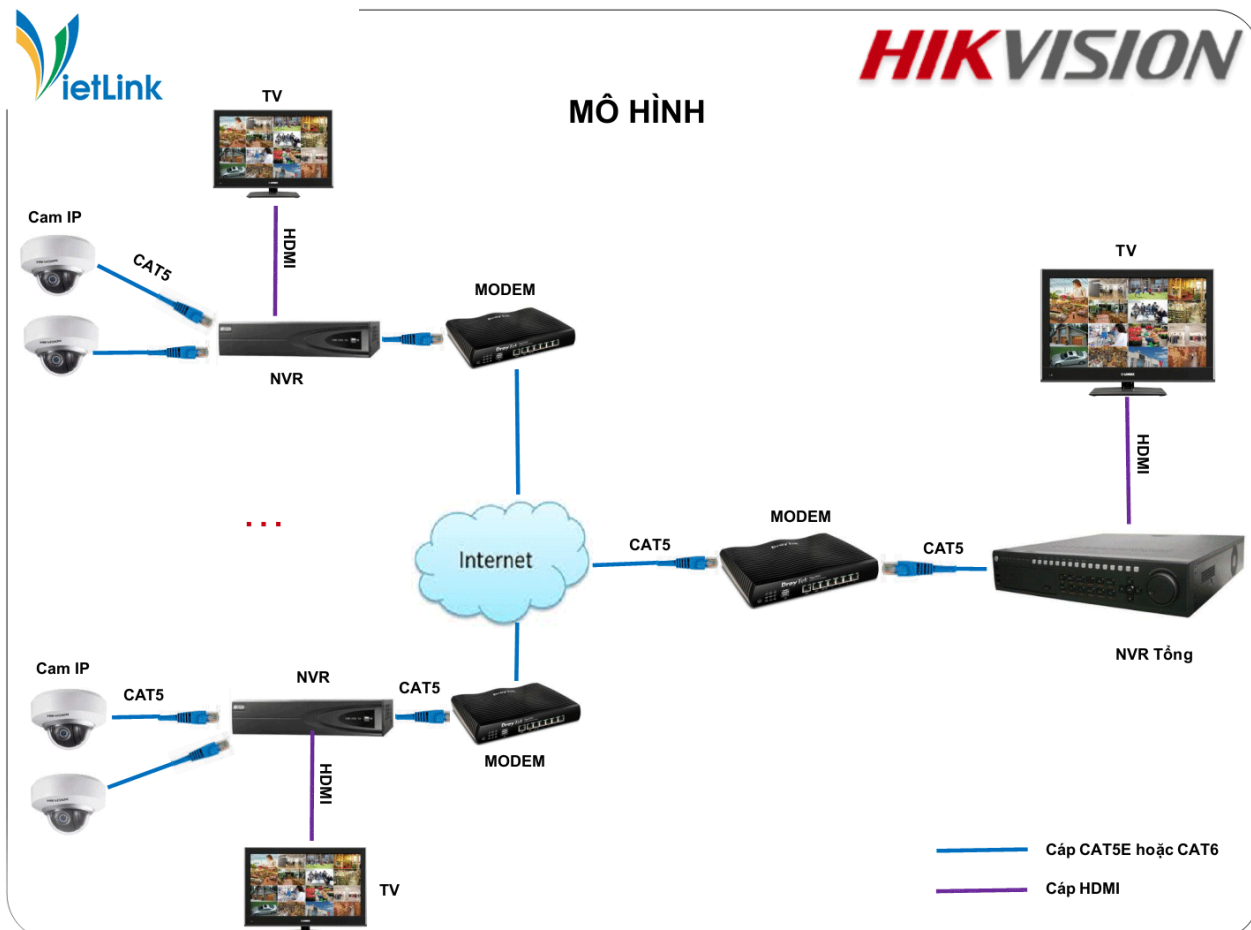 VietLink
HIKVISION
MÔ HÌNH
TV
Cam IP
CAT5
HDMI
NVR
MODEM
TV
HDMI
...
Internet
CAT5
MODEM
CAT5
NVR Tổng
Cam IP
CAT5
NVR
CAT5
MODEM
HDMI
TV
Cáp CAT5E hoặc CAT6
Cáp HDMI